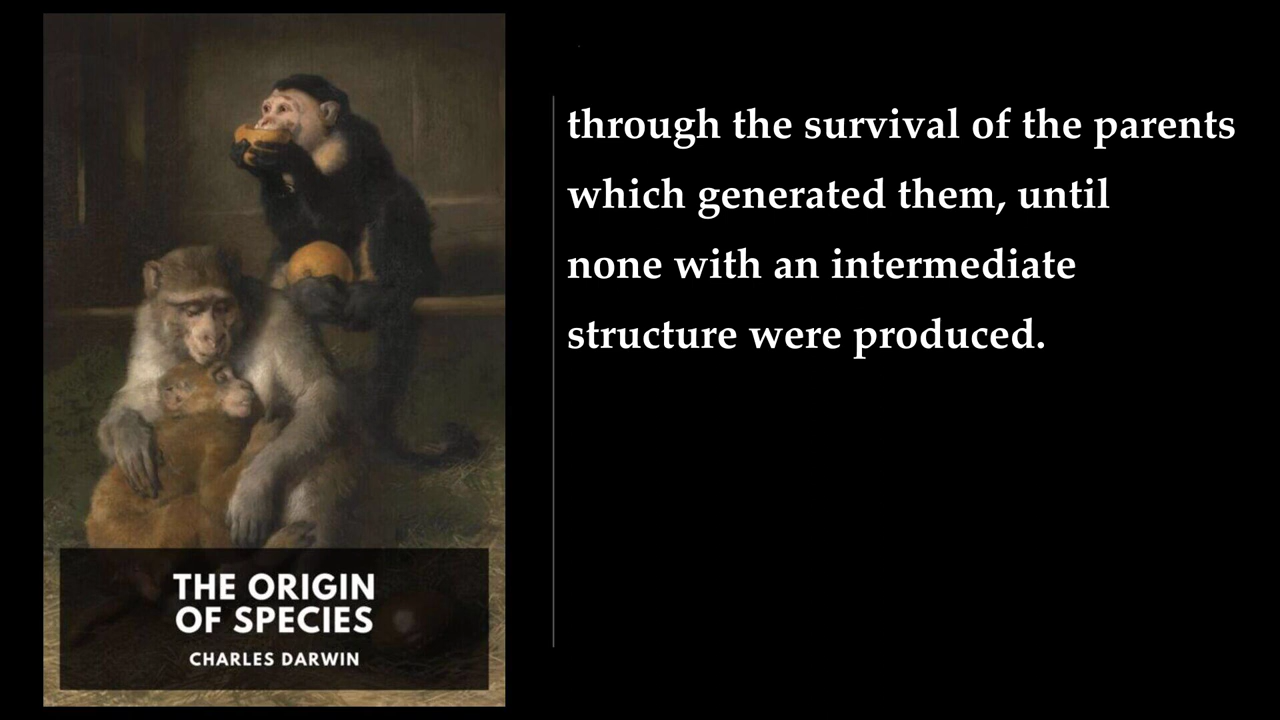 through the survival of the parents
which generated them, until
none with an intermediate
structure were produced.
THE ORIGIN
OF SPECIES
CHARLES DARWIN